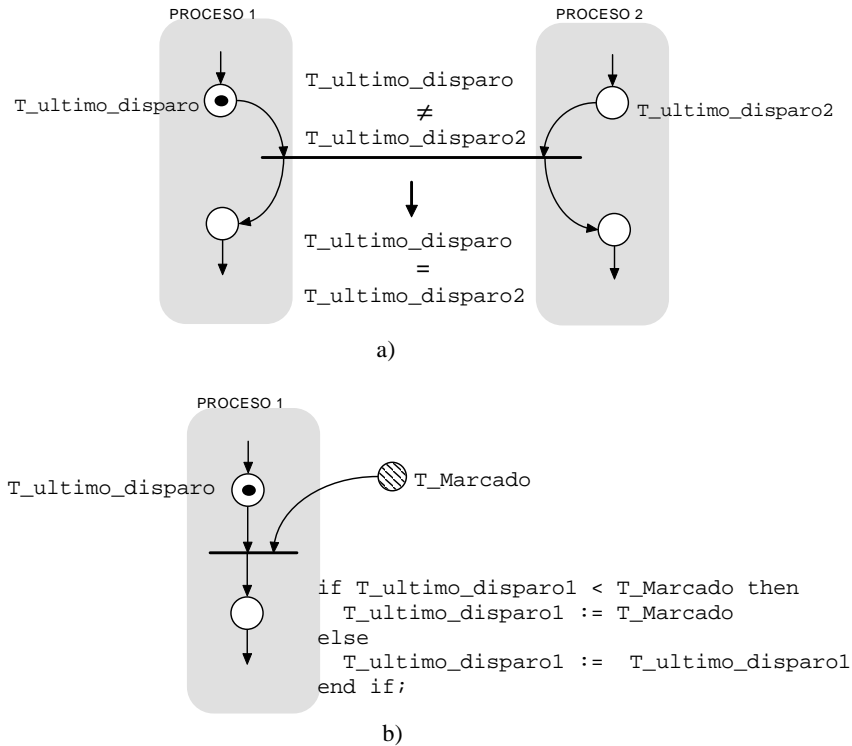 PROCESO 1
PROCESO 2
T_ultimo_disparo
T_ultimo_disparo
≠
T_ultimo_disparo2
T_ultimo_disparo2
T_ultimo_disparo
=
T_ultimo_disparo2
a)
PROCESO 1
T_ultimo_disparo
T_Marcado
if T_ultimo_disparo1 < T_Marcado then
T_ultimo_disparo1 := T_Marcado
else
T_ultimo_disparo1 := T_ultimo_disparo1
end if;
b)